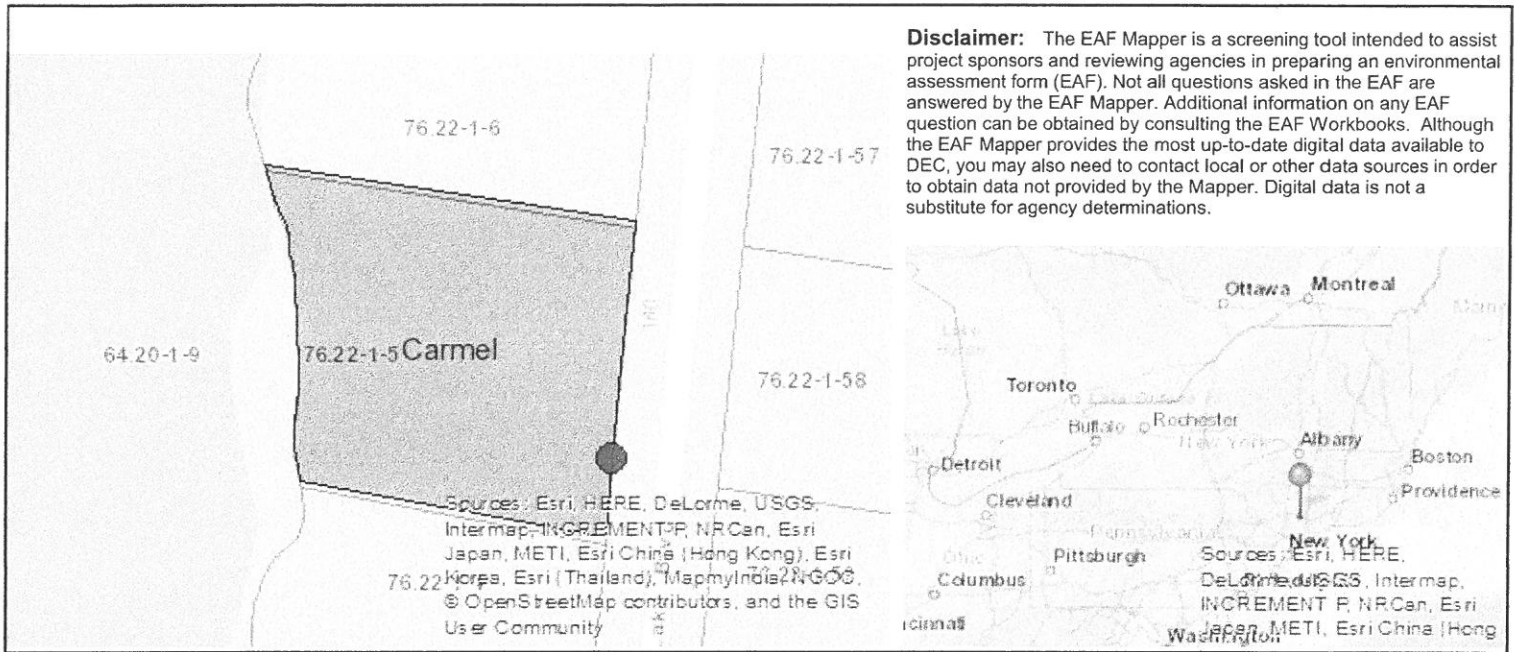 Disclaimer: The EAF Mapper is a screening tool intended to assist
project sponsors and reviewing agencies in preparing an environmental
assessment form (EAF). Not all questions asked in the EAF are
answered by the EAF Mapper. Additional information on any EAF
question can be obtained by consulting the EAF Workbooks.  Although
the EAF Mapper provides the most up-to-date digital data available to
DEC, you may also need to contact local or other data sources in order
to obtain data not provided by the Mapper. Digital data is not a
substitute for agency determinations.
76.22-1-6
76.22-1-57
64.20-1-9
76.22-1-5
Carmel
76.22-1-58
Sources: Esri, HERE, DeLorme, USGS,
Intermap, INCREMENT P, NRCan, Esri
Japan, METI, Esri China (Hong Kong), Esri
Korea, Esri (Thailand), MapmyIndia, NGCC,
© OpenStreetMap contributors, and the GIS
User Community
76.22
Ottawa
Montreal
Toronto
Buffalo
Rochester
New York
Albany
Boston
Detroit
Providence
Cleveland
Pennsylvania
New York
Ohio
Pittsburgh
Columbus
Sources: Esri, HERE,
DeLorme, USGS, Intermap,
INCREMENT P, NRCan, Esri
Japan, METI, Esri China (Hong
cinnati
Washington